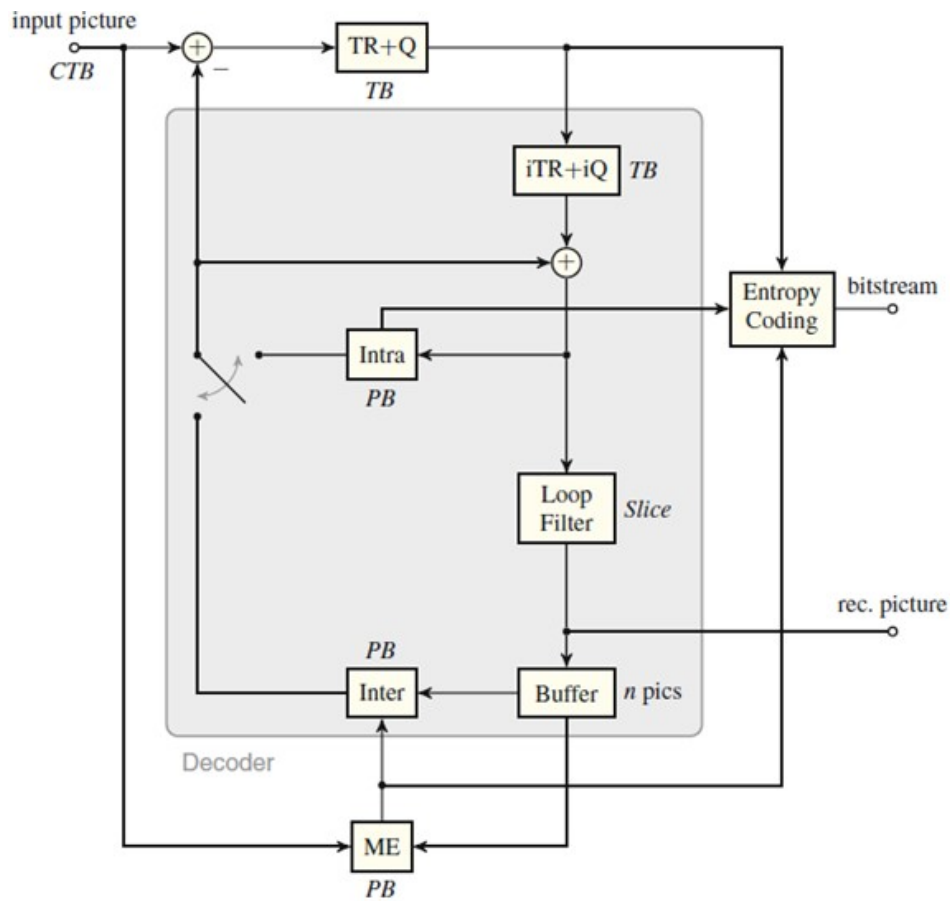 input picture
CTB
+
−
TR+Q
TB
iTR+iQ
TB
+
Entropy
Coding
bitstream
Intra
PB
Loop
Filter
Slice
rec. picture
PB
Inter
Buffer
n pics
Decoder
ME
PB